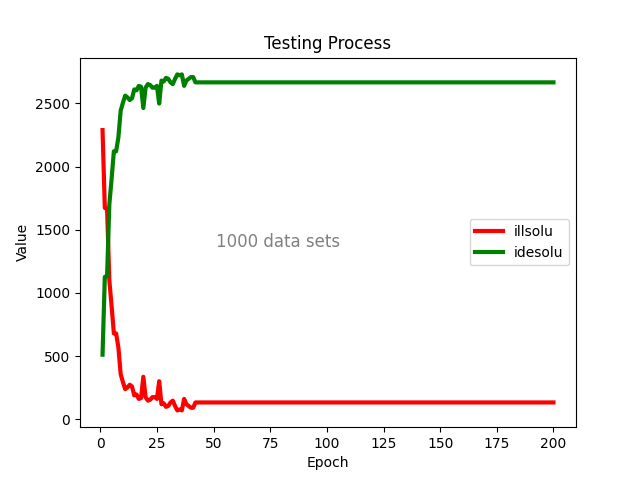 Testing Process
2500
2000
1500
1000
500
0
Value
1000 data sets
illsolu
idesolu
0 25 50 75 100 125 150 175 200
Epoch